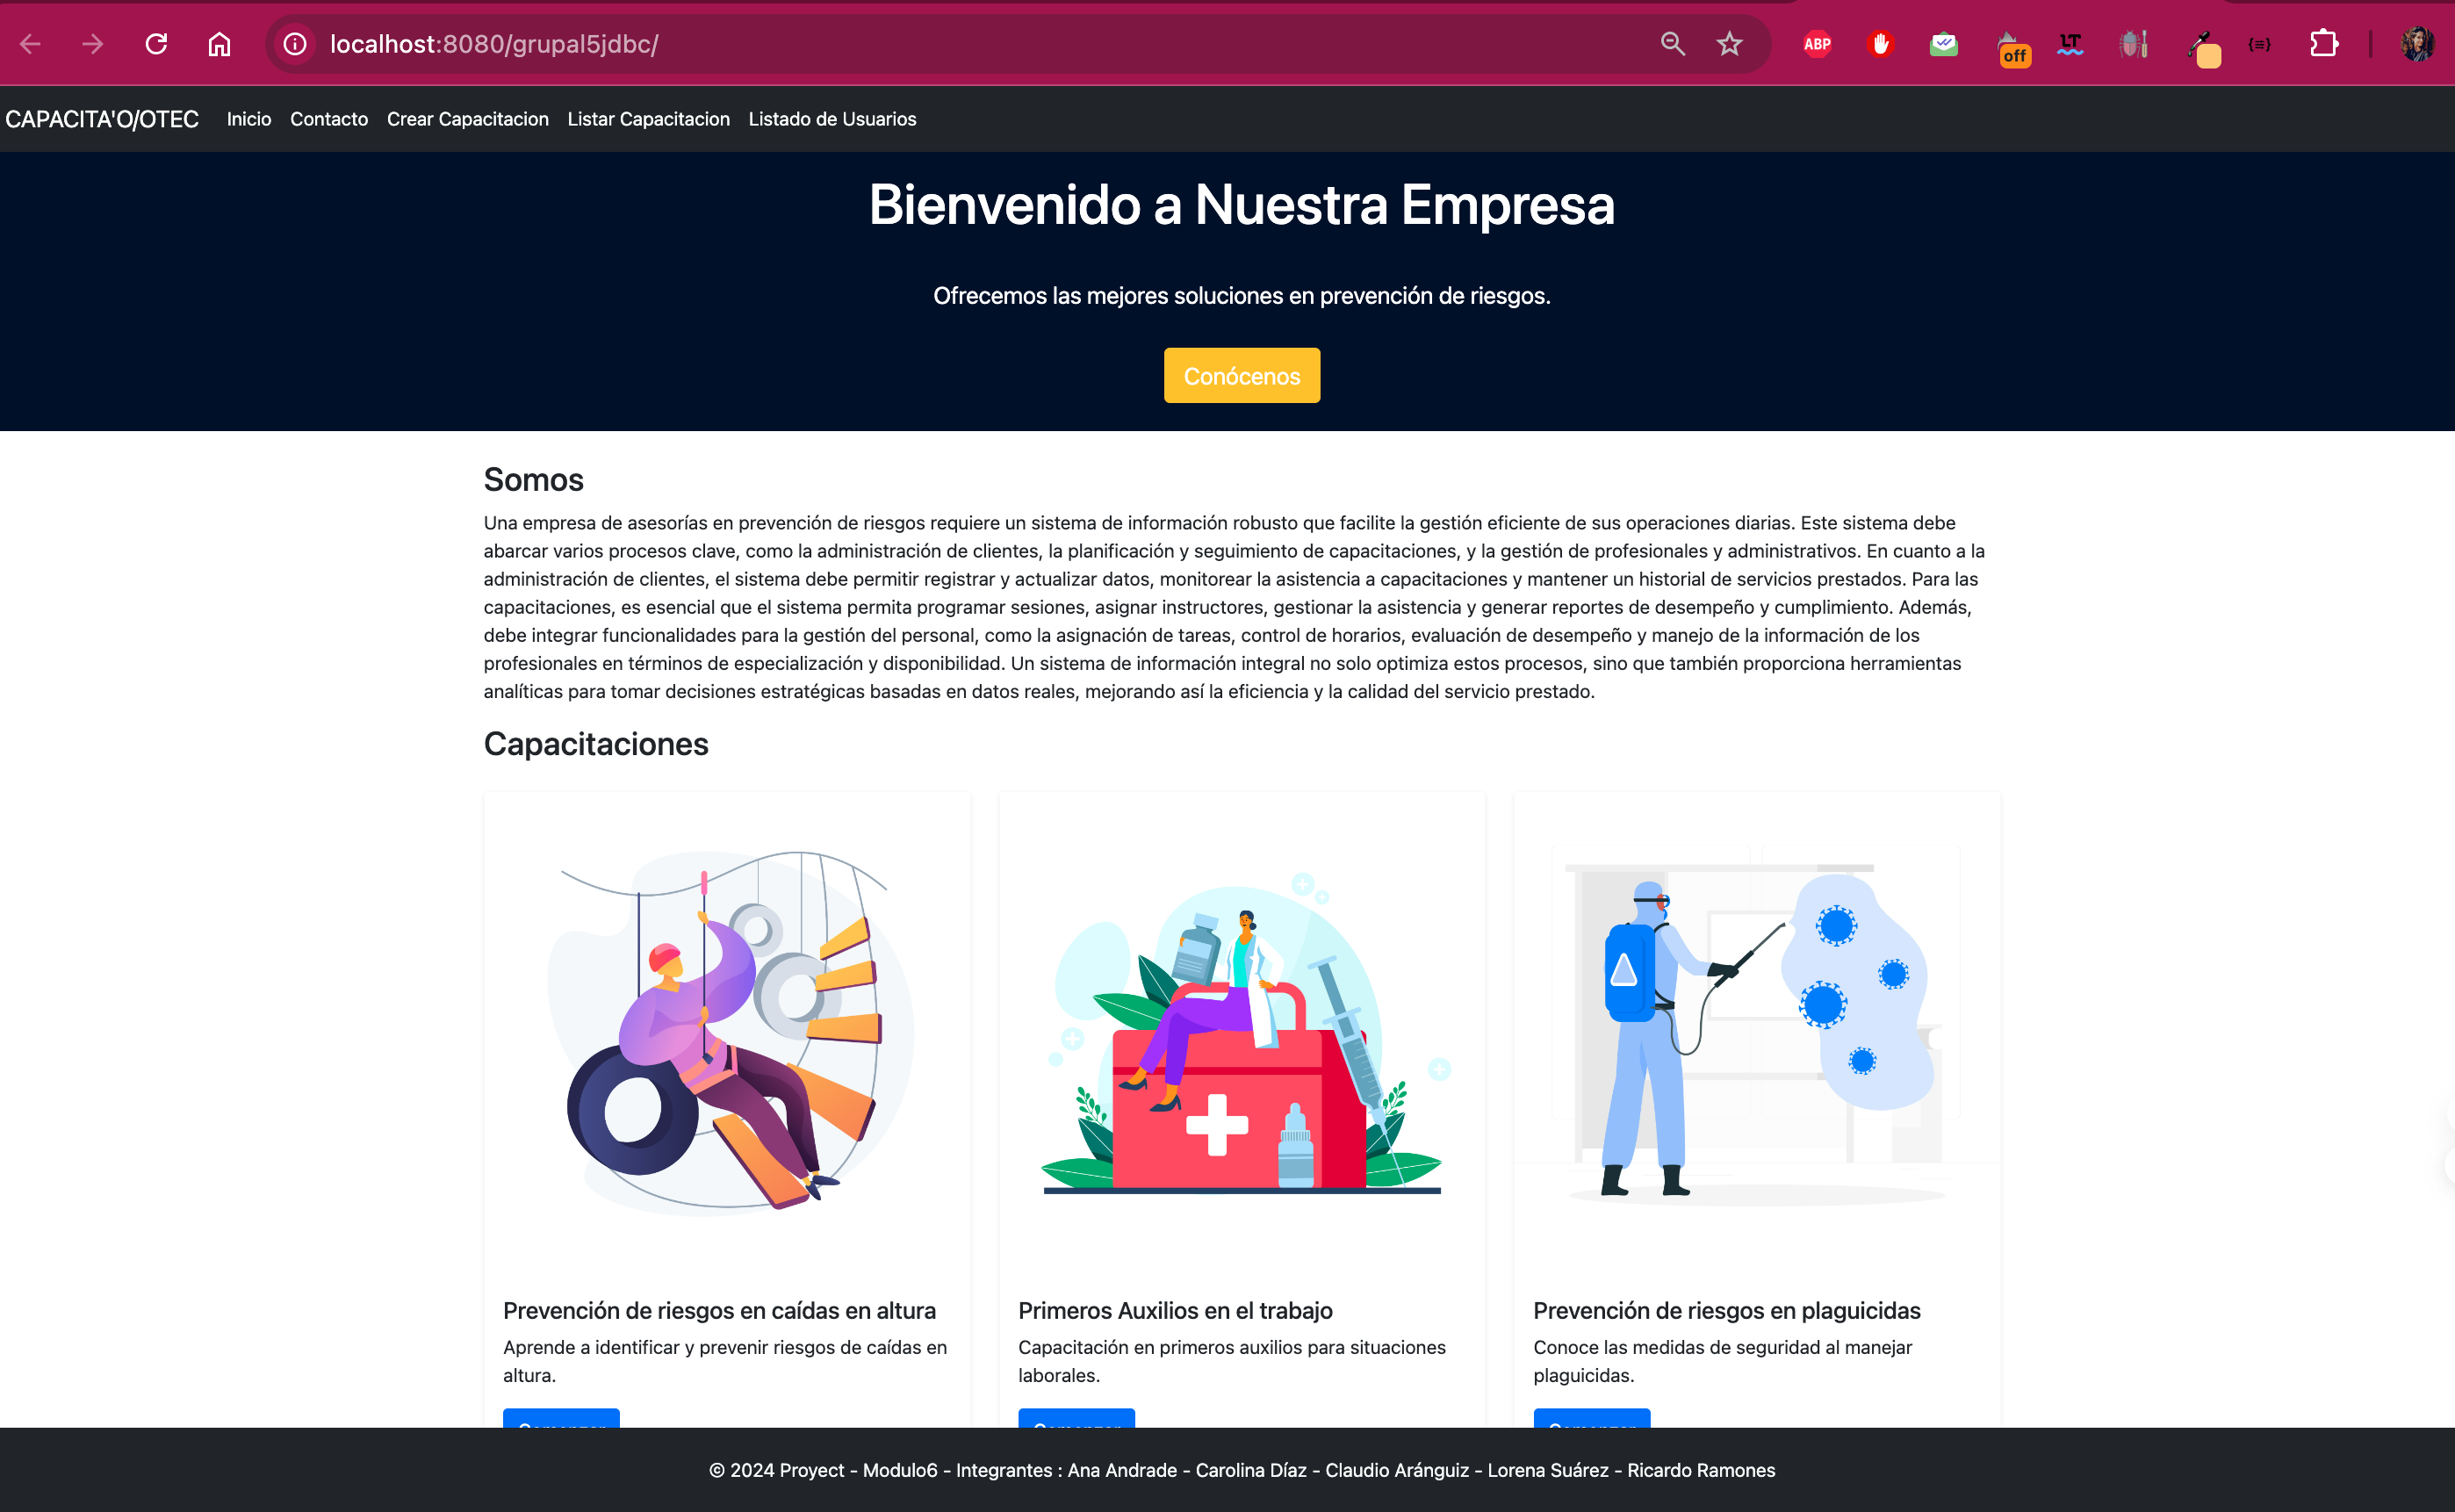 localhost:8080/grupal5jdbc/
ABP
off
LT
{≡}
CAPACITA'O/OTEC Inicio Contacto Crear Capacitacion Listar Capacitacion Listado de Usuarios
Bienvenido a Nuestra Empresa
Ofrecemos las mejores soluciones en prevención de riesgos.
Conócenos
Somos
Una empresa de asesorías en prevención de riesgos requiere un sistema de información robusto que facilite la gestión eficiente de sus operaciones diarias. Este sistema debe
abarcar varios procesos clave, como la administración de clientes, la planificación y seguimiento de capacitaciones, y la gestión de profesionales y administrativos. En cuanto a la
administración de clientes, el sistema debe permitir registrar y actualizar datos, monitorear la asistencia a capacitaciones y mantener un historial de servicios prestados. Para las
capacitaciones, es esencial que el sistema permita programar sesiones, asignar instructores, gestionar la asistencia y generar reportes de desempeño y cumplimiento. Además,
debe integrar funcionalidades para la gestión del personal, como la asignación de tareas, control de horarios, evaluación de desempeño y manejo de la información de los
profesionales en términos de especialización y disponibilidad. Un sistema de información integral no solo optimiza estos procesos, sino que también proporciona herramientas
analíticas para tomar decisiones estratégicas basadas en datos reales, mejorando así la eficiencia y la calidad del servicio prestado.
Capacitaciones
Prevención de riesgos en caídas en altura
Aprende a identificar y prevenir riesgos de caídas en
altura.
Primeros Auxilios en el trabajo
Capacitación en primeros auxilios para situaciones
laborales.
Prevención de riesgos en plaguicidas
Conoce las medidas de seguridad al manejar
plaguicidas.
© 2024 Proyect - Modulo6 - Integrantes : Ana Andrade - Carolina Díaz - Claudio Aránguiz - Lorena Suárez - Ricardo Ramones